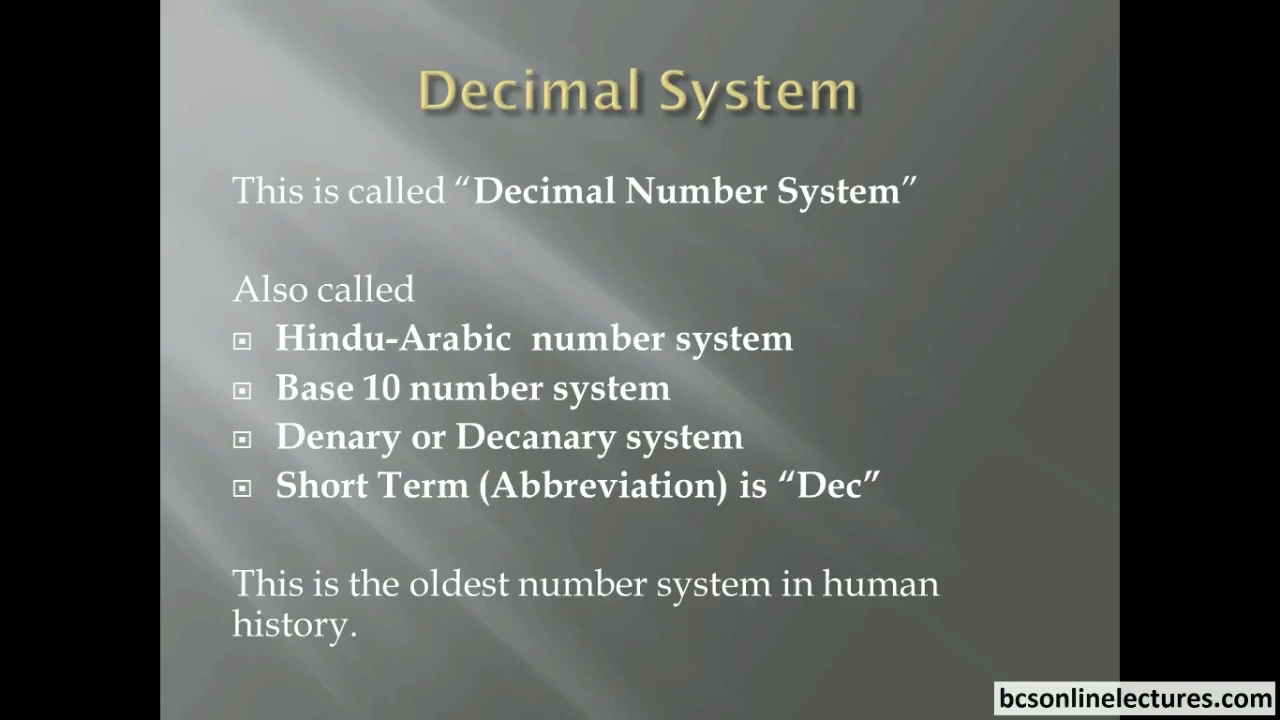 Decimal System
This is called “Decimal Number System”
Also called
Hindu-Arabic number system
Base 10 number system
Denary or Decanary system
Short Term (Abbreviation) is “Dec”
This is the oldest number system in human
history.
bcsonlinelectures.com